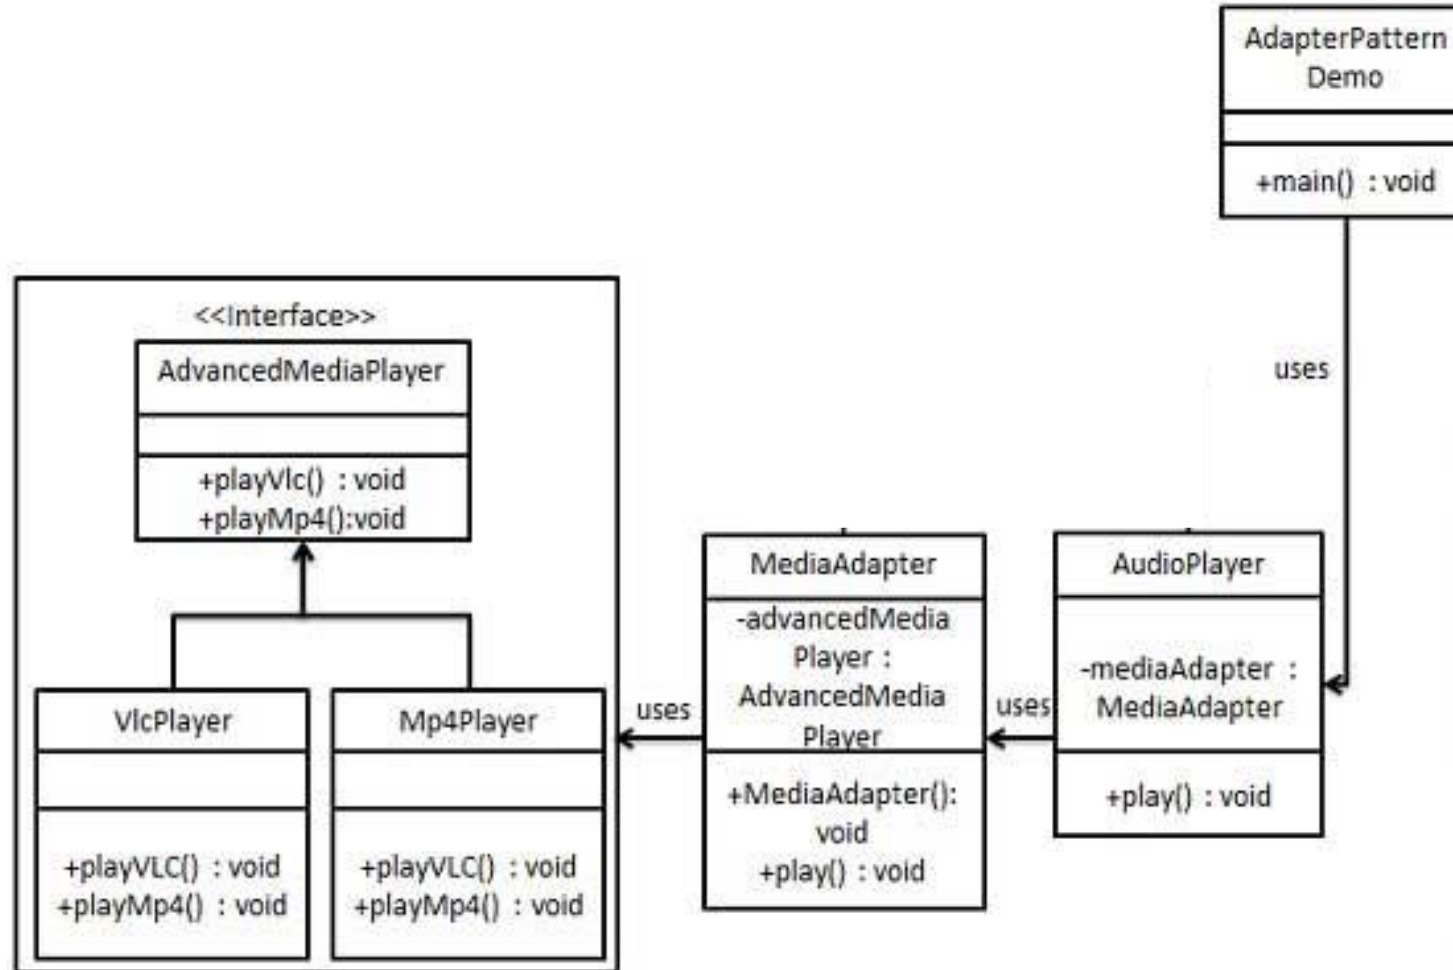 AdapterPattern
Demo
+main() : void
uses
<<Interface>>
AdvancedMediaPlayer
+playVlc() : void
+playMp4():void
VlcPlayer
+playVLC() : void
+playMp4() : void
Mp4Player
+playVLC() : void
+playMp4() : void
uses
MediaAdapter
-advancedMedia
Player :
AdvancedMedia
Player
+MediaAdapter():
void
+play() : void
uses
AudioPlayer
-mediaAdapter :
MediaAdapter
+play() : void